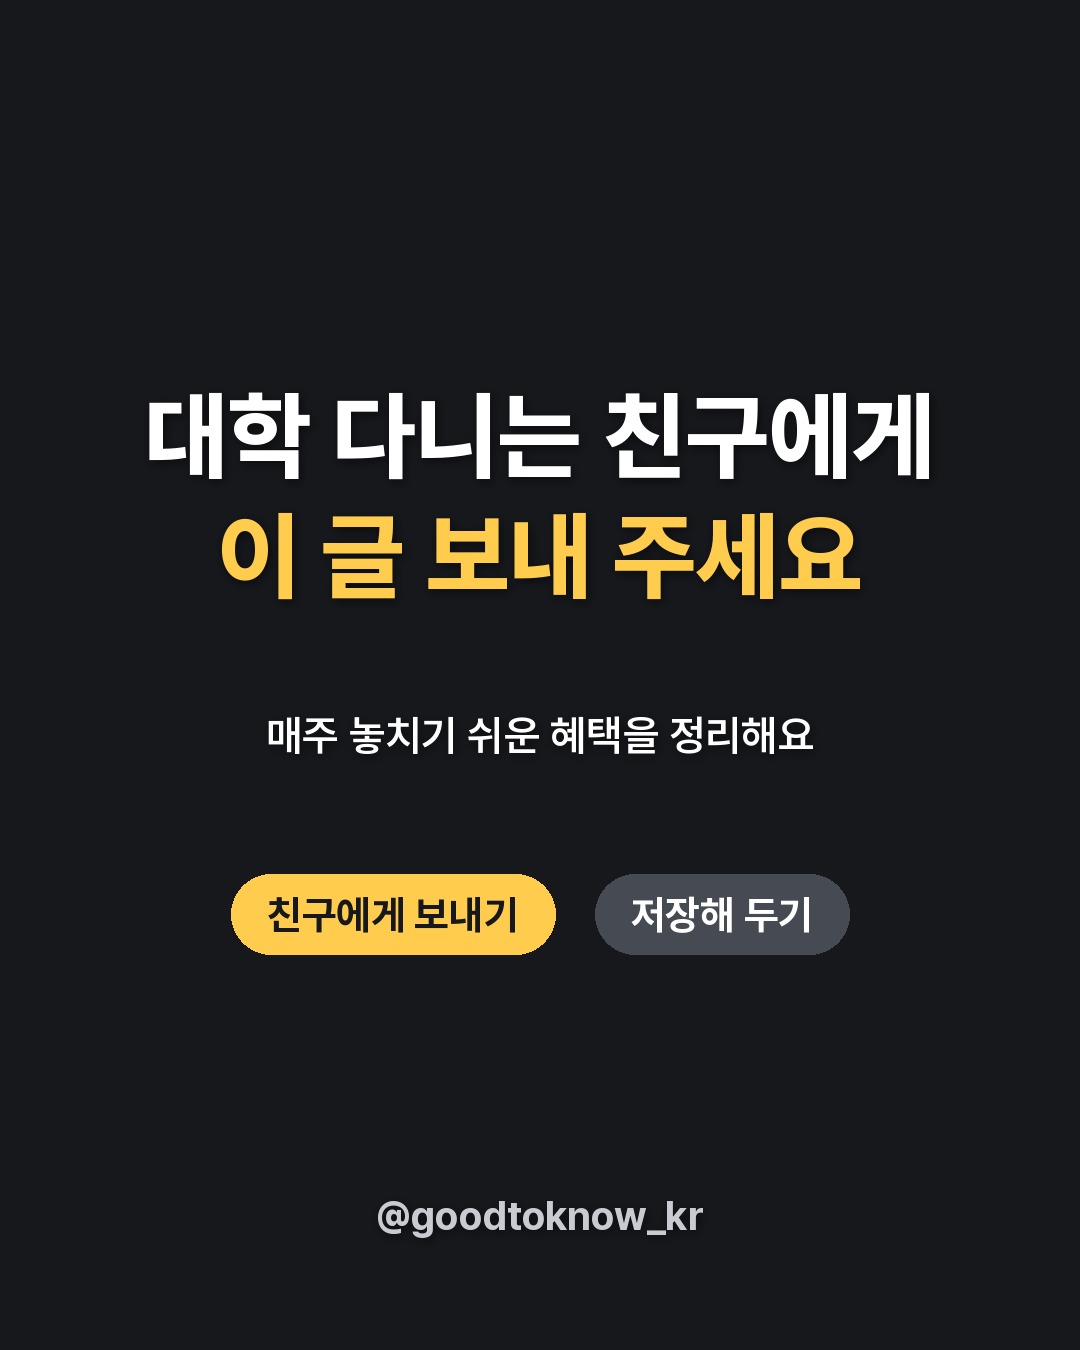 대학 다니는 친구에게
이 글 보내 주세요
매주 놓치기 쉬운 혜택을 정리해요
친구에게 보내기
저장해 두기
@goodtoknow_kr